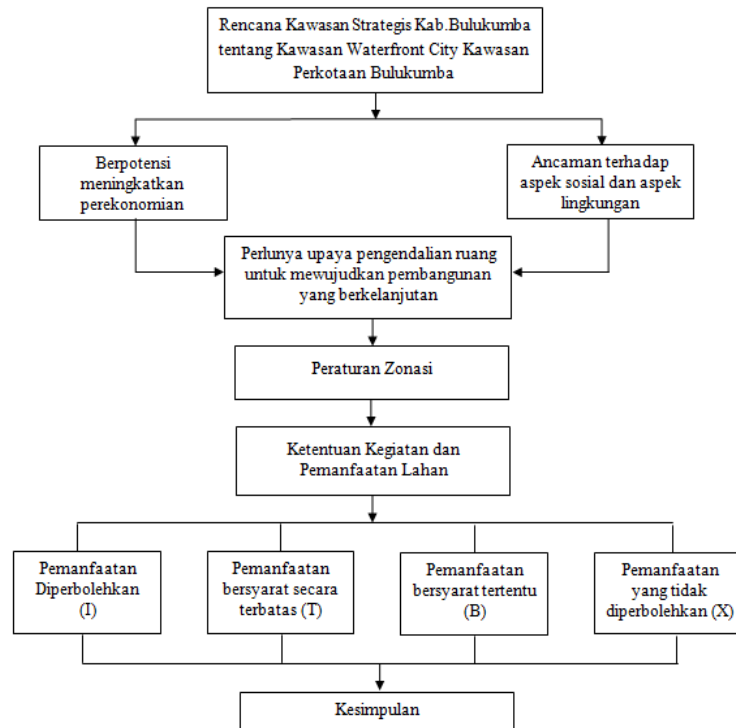 Rencana Kawasan Strategis Kab.Bulukumba
tentang Kawasan Waterfront City Kawasan
Perkotaan Bulukumba
Berpotensi
meningkatkan
perekonomian
Ancaman terhadap
aspek sosial dan aspek
lingkungan
Perlunya upaya pengendalian ruang
untuk mewujudkan pembangunan
yang berkelanjutan
Peraturan Zonasi
Ketentuan Kegiatan dan
Pemanfaatan Lahan
Pemanfaatan
Diperbolehkan
(I)
Pemanfaatan
bersyarat secara
terbatas (T)
Pemanfaatan
bersyarat tertentu
(B)
Pemanfaatan
yang tidak
diperbolehkan (X)
Kesimpulan